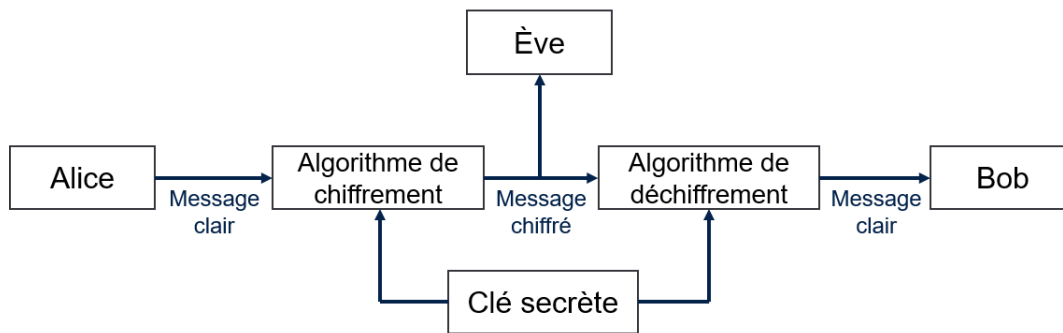 Ève
Alice
Message
clair
Algorithme de
chiffrement
Message
chiffré
Algorithme de
déchiffrement
Message
clair
Bob
Clé secrète